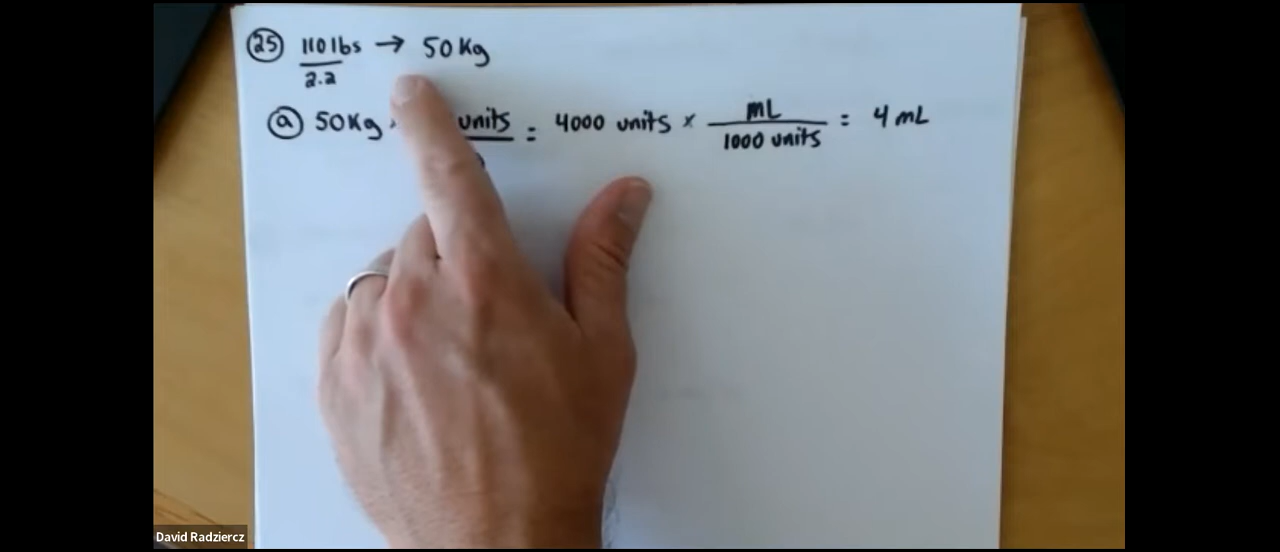 25 110 lbs → 50 Kg
2.2
a 50 Kg units = 4000 units × mL = 4 mL
1000 units
David Radziercz